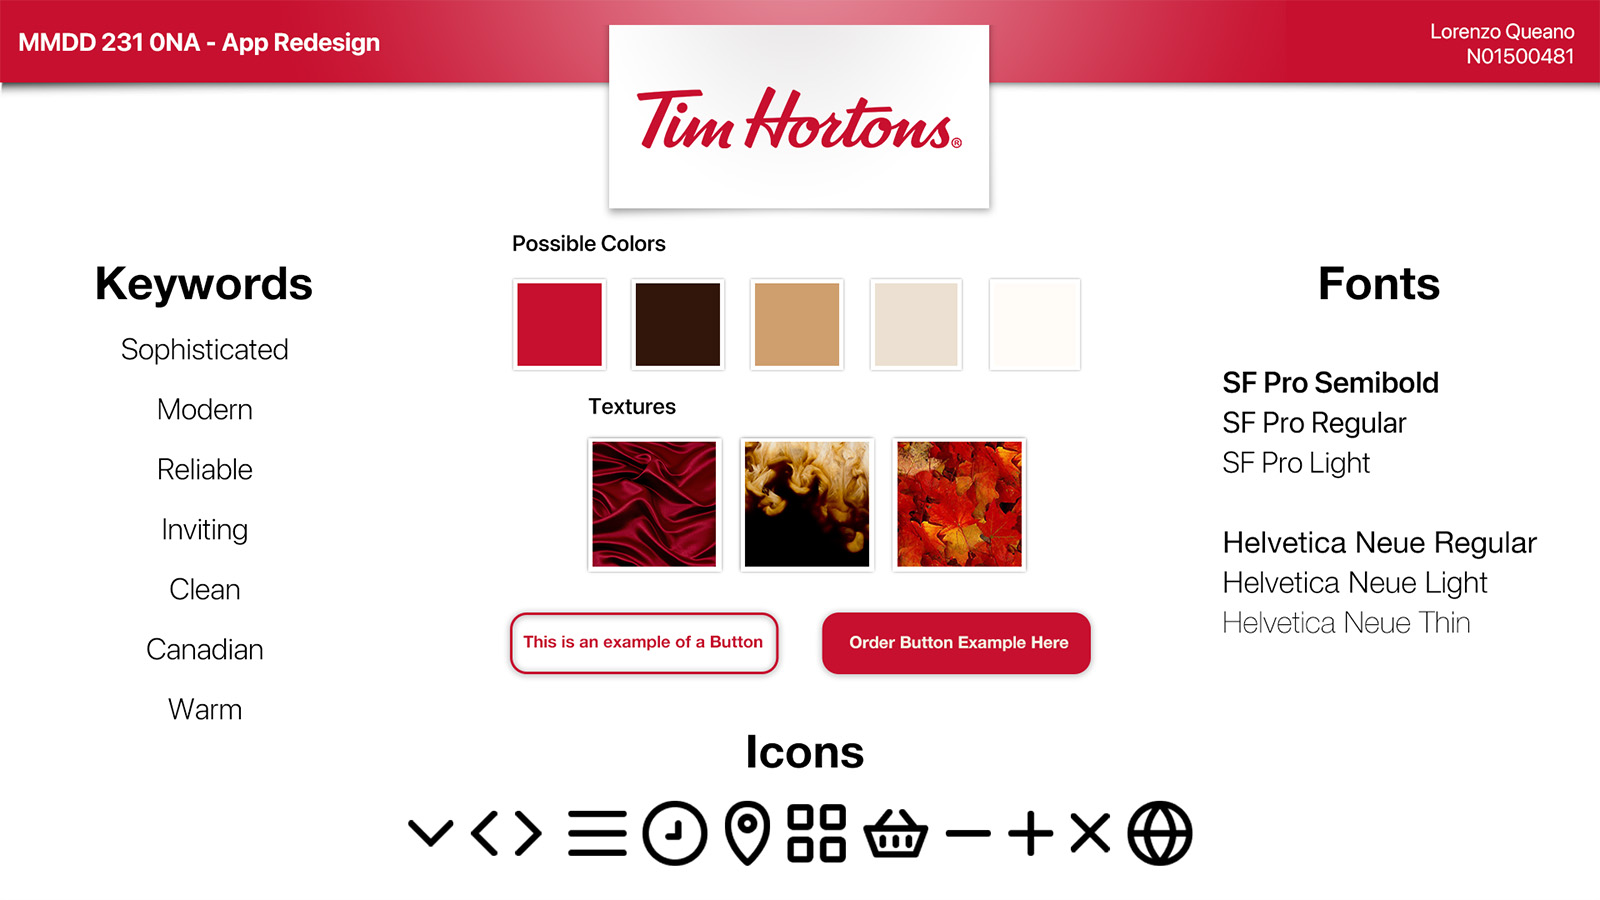 MMDD 231 0NA - App Redesign
Lorenzo Queano
N01500481
Tim Hortons®
Keywords
Sophisticated
Modern
Reliable
Inviting
Clean
Canadian
Warm
Possible Colors
Textures
This is an example of a Button
Order Button Example Here
Fonts
SF Pro Semibold
SF Pro Regular
SF Pro Light
Helvetica Neue Regular
Helvetica Neue Light
Helvetica Neue Thin
Icons